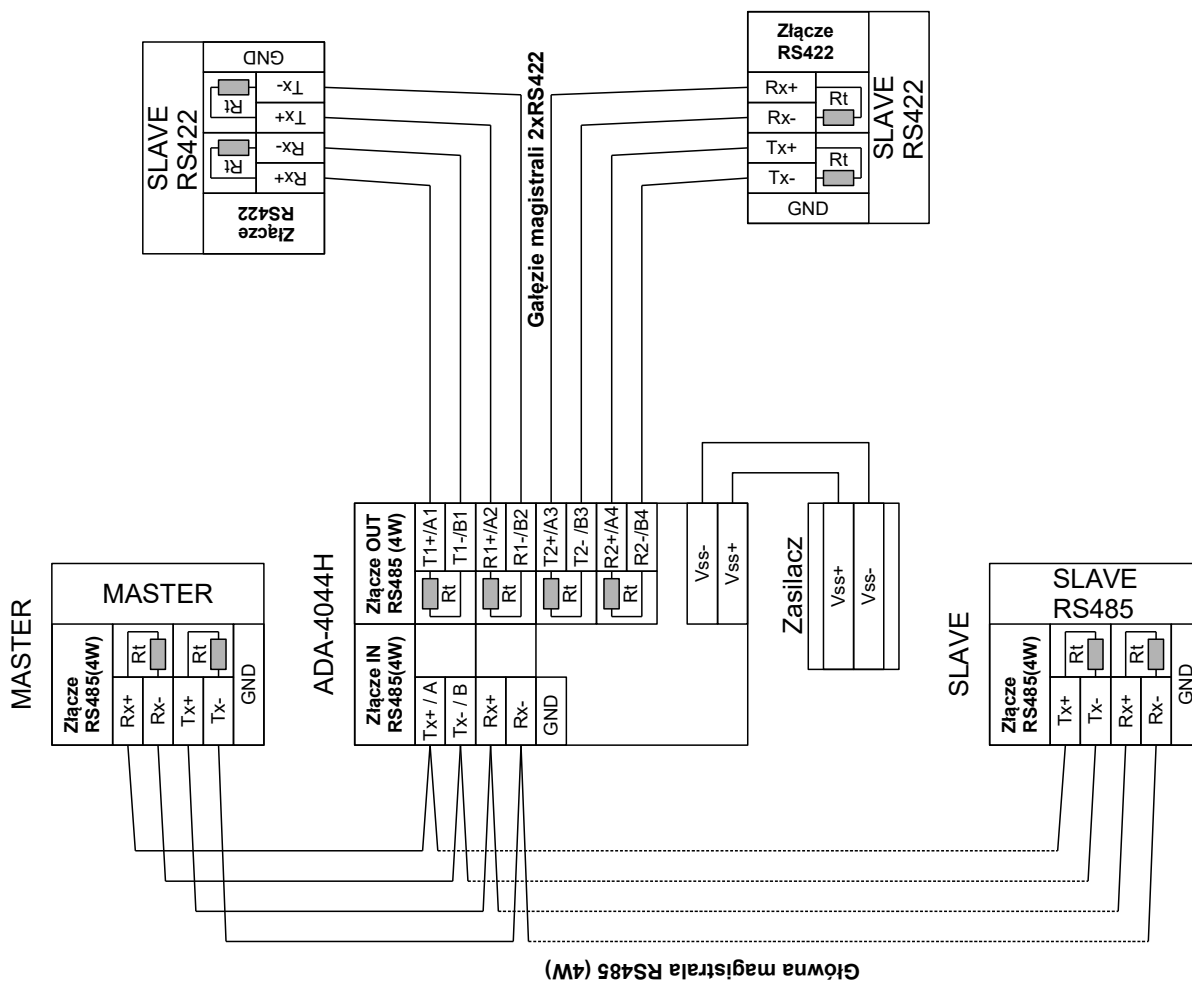 SLAVE
RS422
GND
Tx-
Tx+
Rx-
Rx+
Rt
Rt
Złącze
RS422
Złącze
RS422
Rx+
Rx-
Tx+
Tx-
GND
Rt
Rt
SLAVE
RS422
Gałęzie magistrali 2xRS422
MASTER
MASTER
Złącze
RS485(4W)
Rx+
Rx-
Tx+
Tx-
GND
Rt
Rt
ADA-4044H
Złącze OUT
RS485 (4W)
T1+/A1
T1-/B1
R1+/A2
R1-/B2
T2+/A3
T2- /B3
R2+/A4
R2-/B4
Rt
Rt
Rt
Rt
Złącze IN
RS485(4W)
Tx+ / A
Tx- / B
Rx+
Rx-
GND
Vss-
Vss+
Zasilacz
Vss+
Vss-
SLAVE
SLAVE
RS485
Złącze
RS485(4W)
Tx+
Tx-
Rx+
Rx-
GND
Rt
Rt
Główna magistrala RS485 (4W)